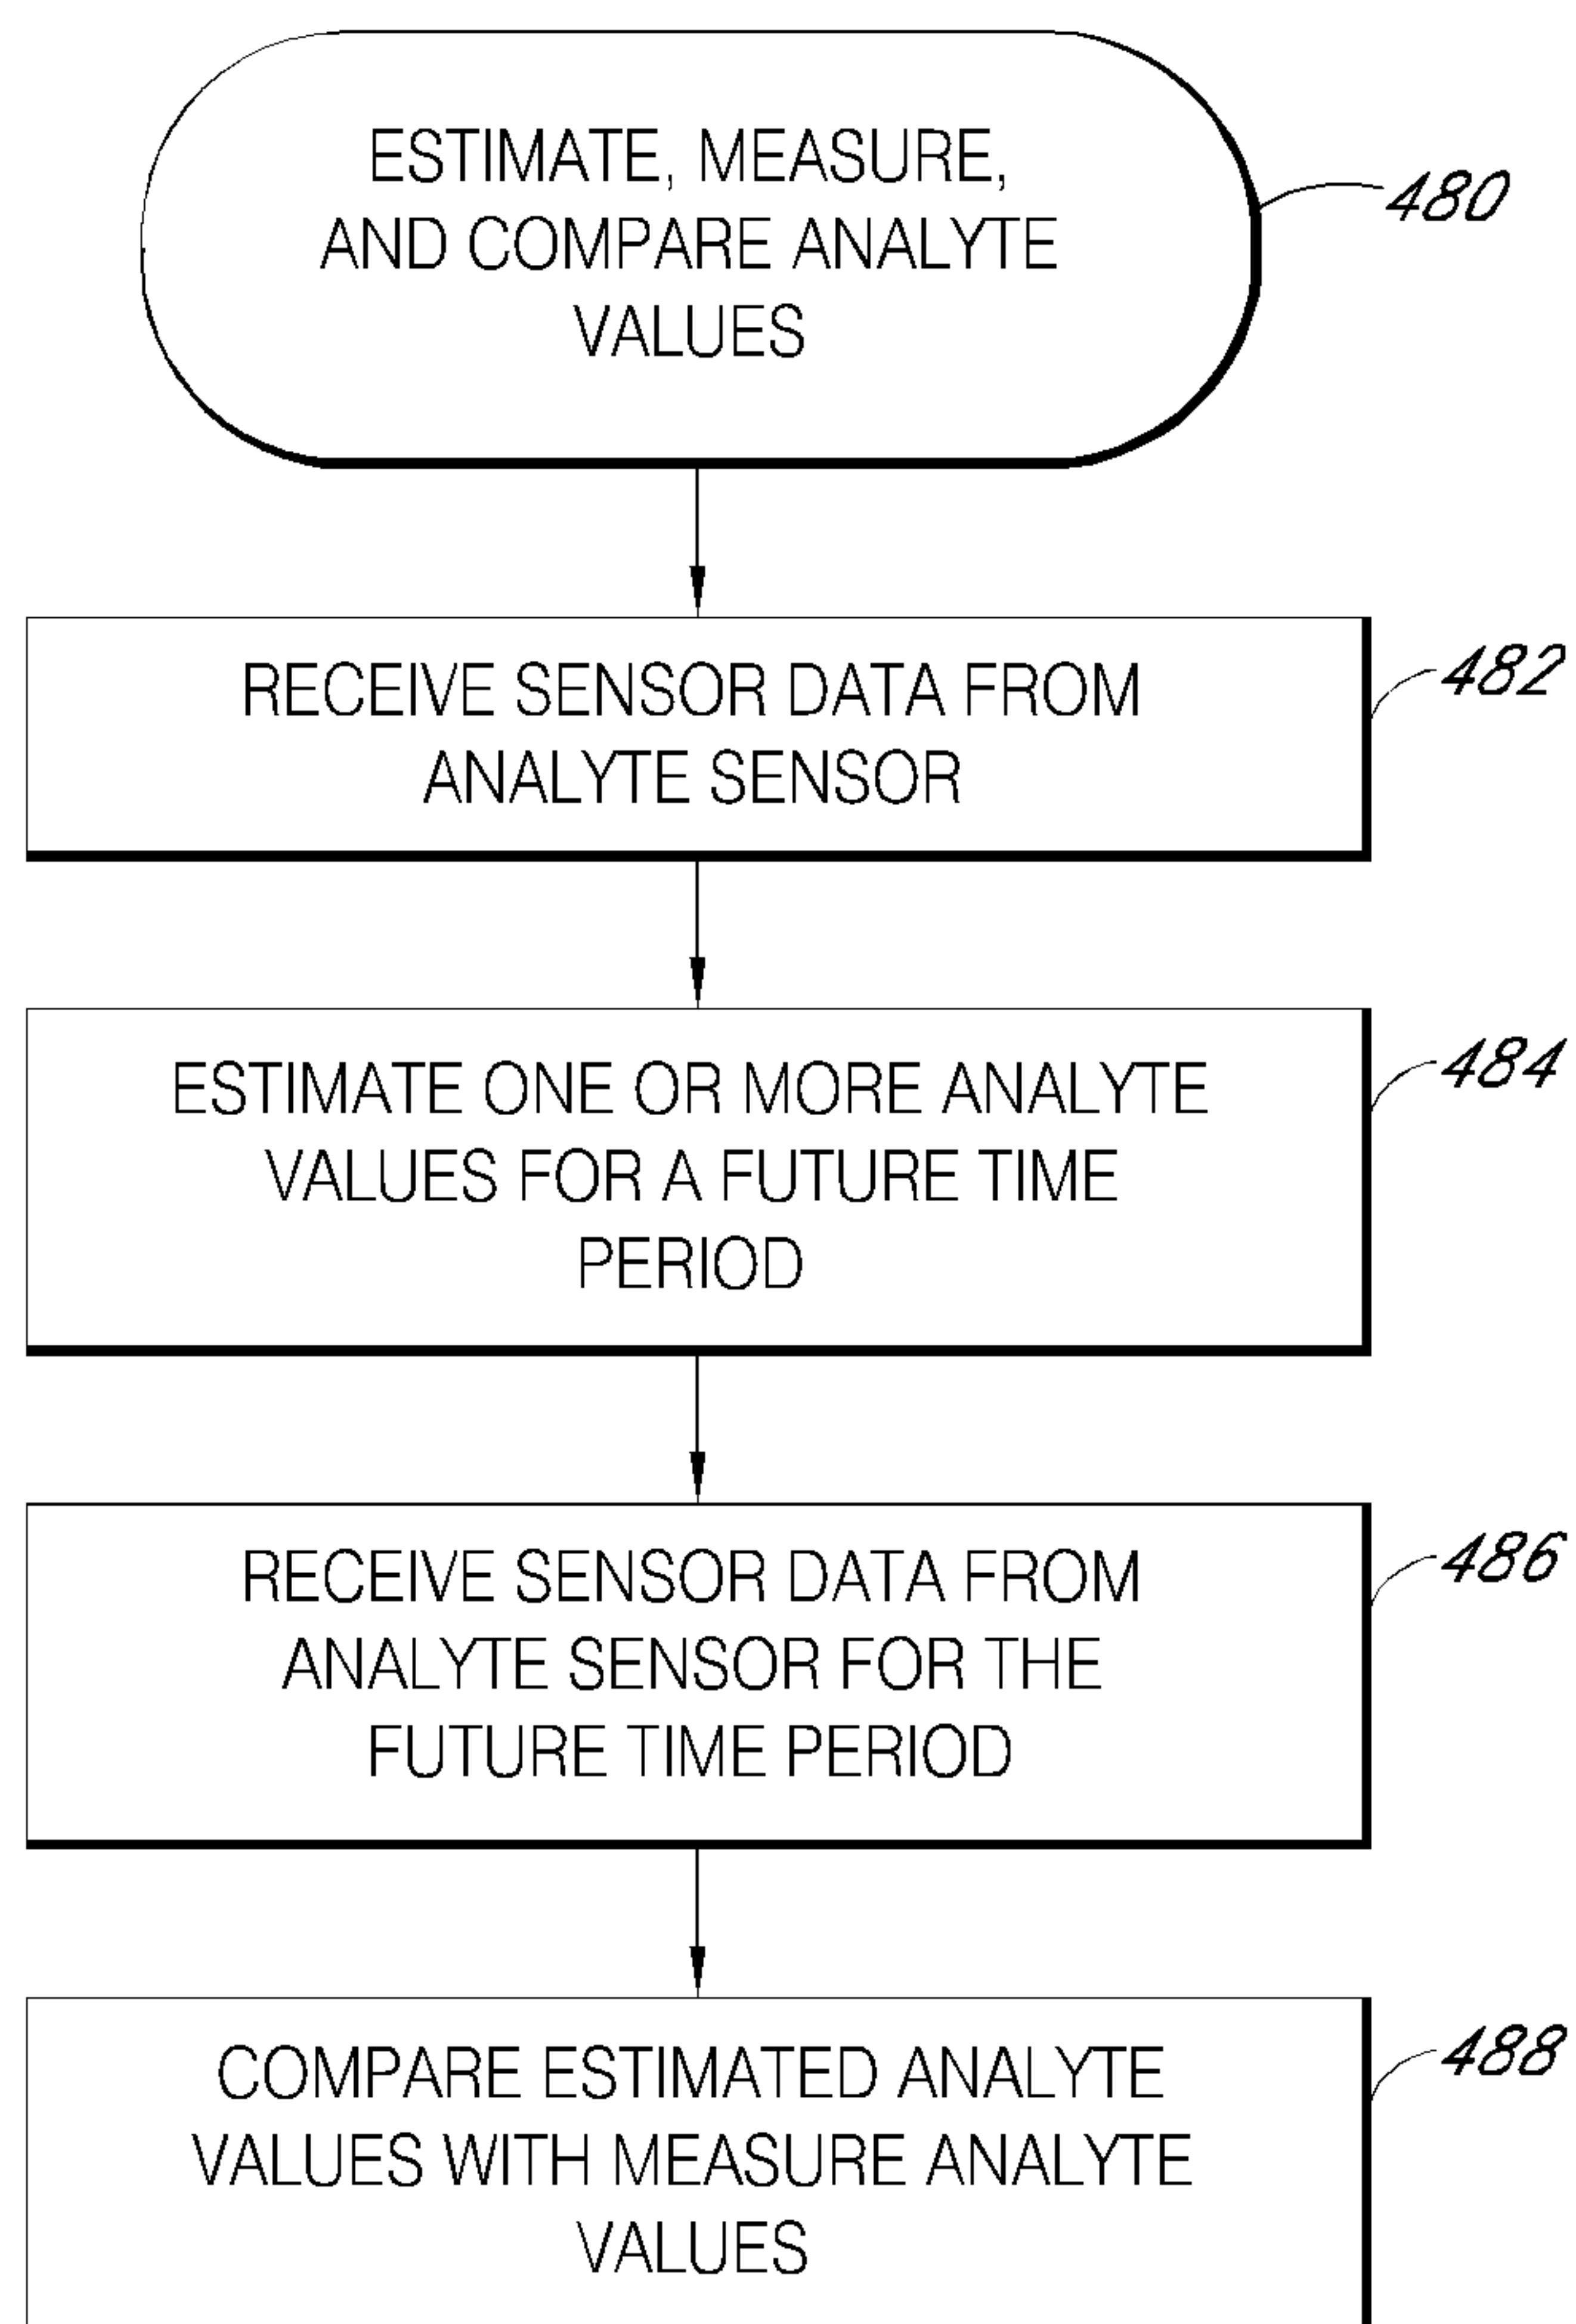 ESTIMATE, MEASURE,
AND COMPARE ANALYTE
VALUES
480
RECEIVE SENSOR DATA FROM
ANALYTE SENSOR
482
ESTIMATE ONE OR MORE ANALYTE
VALUES FOR A FUTURE TIME
PERIOD
484
RECEIVE SENSOR DATA FROM
ANALYTE SENSOR FOR THE
FUTURE TIME PERIOD
486
COMPARE ESTIMATED ANALYTE
VALUES WITH MEASURE ANALYTE
VALUES
488